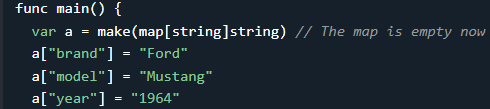 func main() {
  var a = make(map[string]string) // The map is empty now
  a["brand"] = "Ford"
  a["model"] = "Mustang"
  a["year"] = "1964"